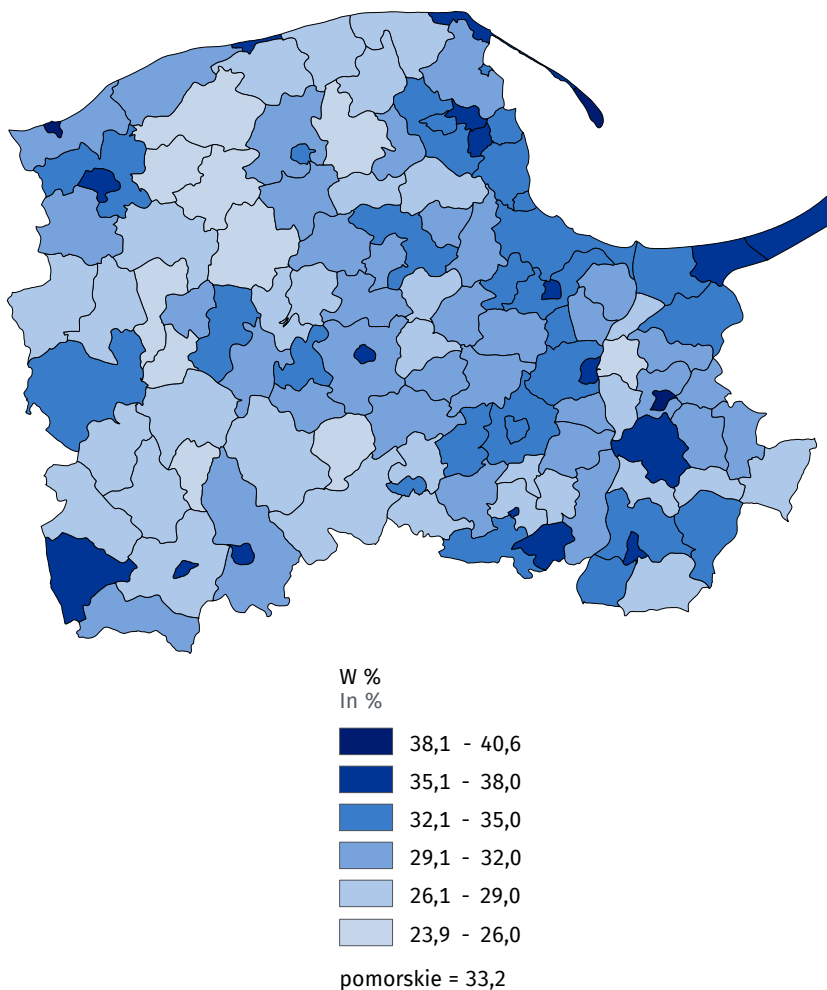 W %
In %
38,1 - 40,6
35,1 - 38,0
32,1 - 35,0
29,1 - 32,0
26,1 - 29,0
23,9 - 26,0
pomorskie = 33,2